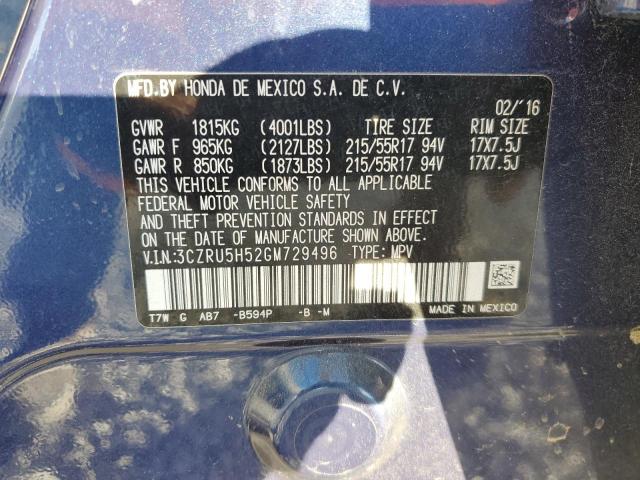 MFD.BY HONDA DE MEXICO S.A. DE C.V.
02/'16
GVWR 1815KG (4001LBS) TIRE SIZE RIM SIZE
GAWR F 965KG (2127LBS) 215/55R17 94V 17X7.5J
GAWR R 850KG (1873LBS) 215/55R17 94V 17X7.5J
THIS VEHICLE CONFORMS TO ALL APPLICABLE
FEDERAL MOTOR VEHICLE SAFETY
AND THEFT PREVENTION STANDARDS IN EFFECT
ON THE DATE OF MANUFACTURE SHOWN ABOVE.
V.I.N:3CZRU5H52GM729496 TYPE: MPV
T7W G AB7 -B594P -B -M MADE IN MEXICO